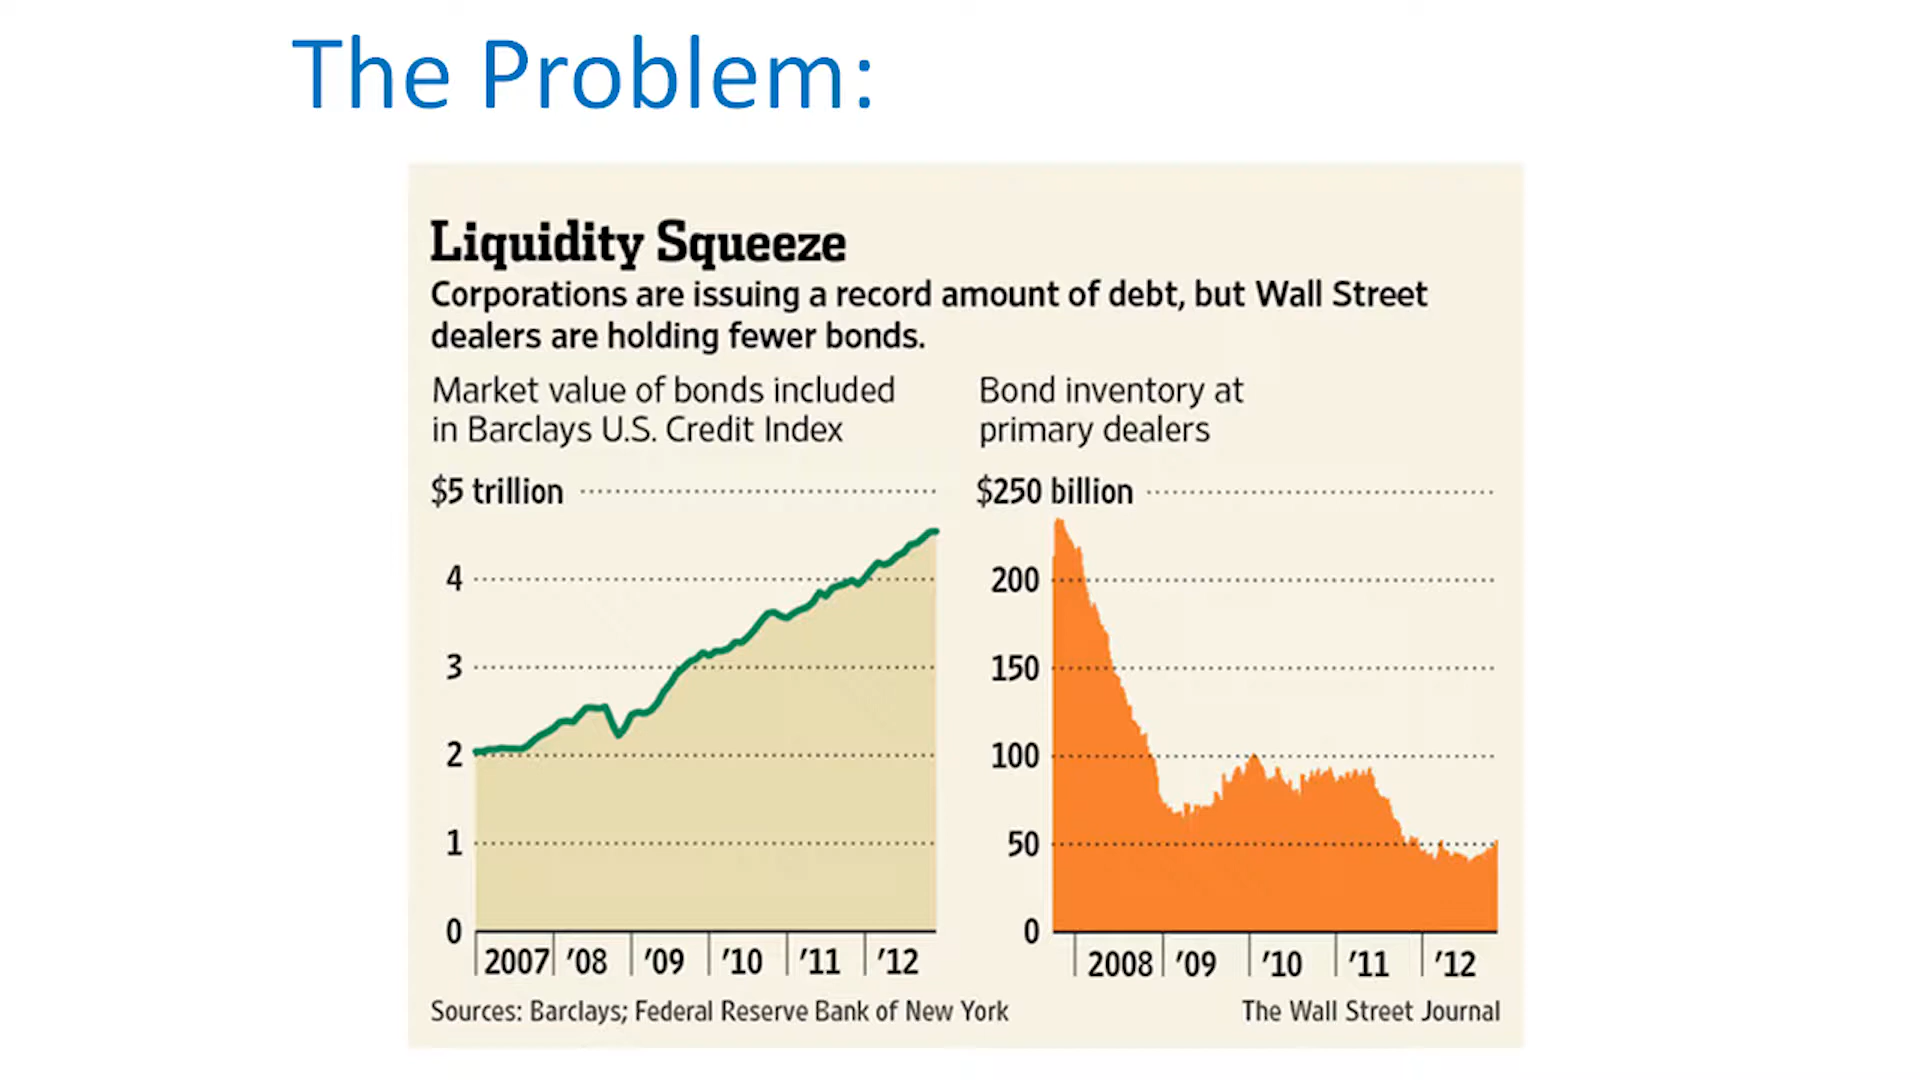 The Problem:
Liquidity Squeeze
Corporations are issuing a record amount of debt, but Wall Street
dealers are holding fewer bonds.
Market value of bonds included
in Barclays U.S. Credit Index
$5 trillion
4
3
2
1
0
2007 ’08 ’09 ’10 ’11 ’12
Bond inventory at
primary dealers
$250 billion
200
150
100
50
0
2008 ’09 ’10 ’11 ’12
Sources: Barclays; Federal Reserve Bank of New York
The Wall Street Journal